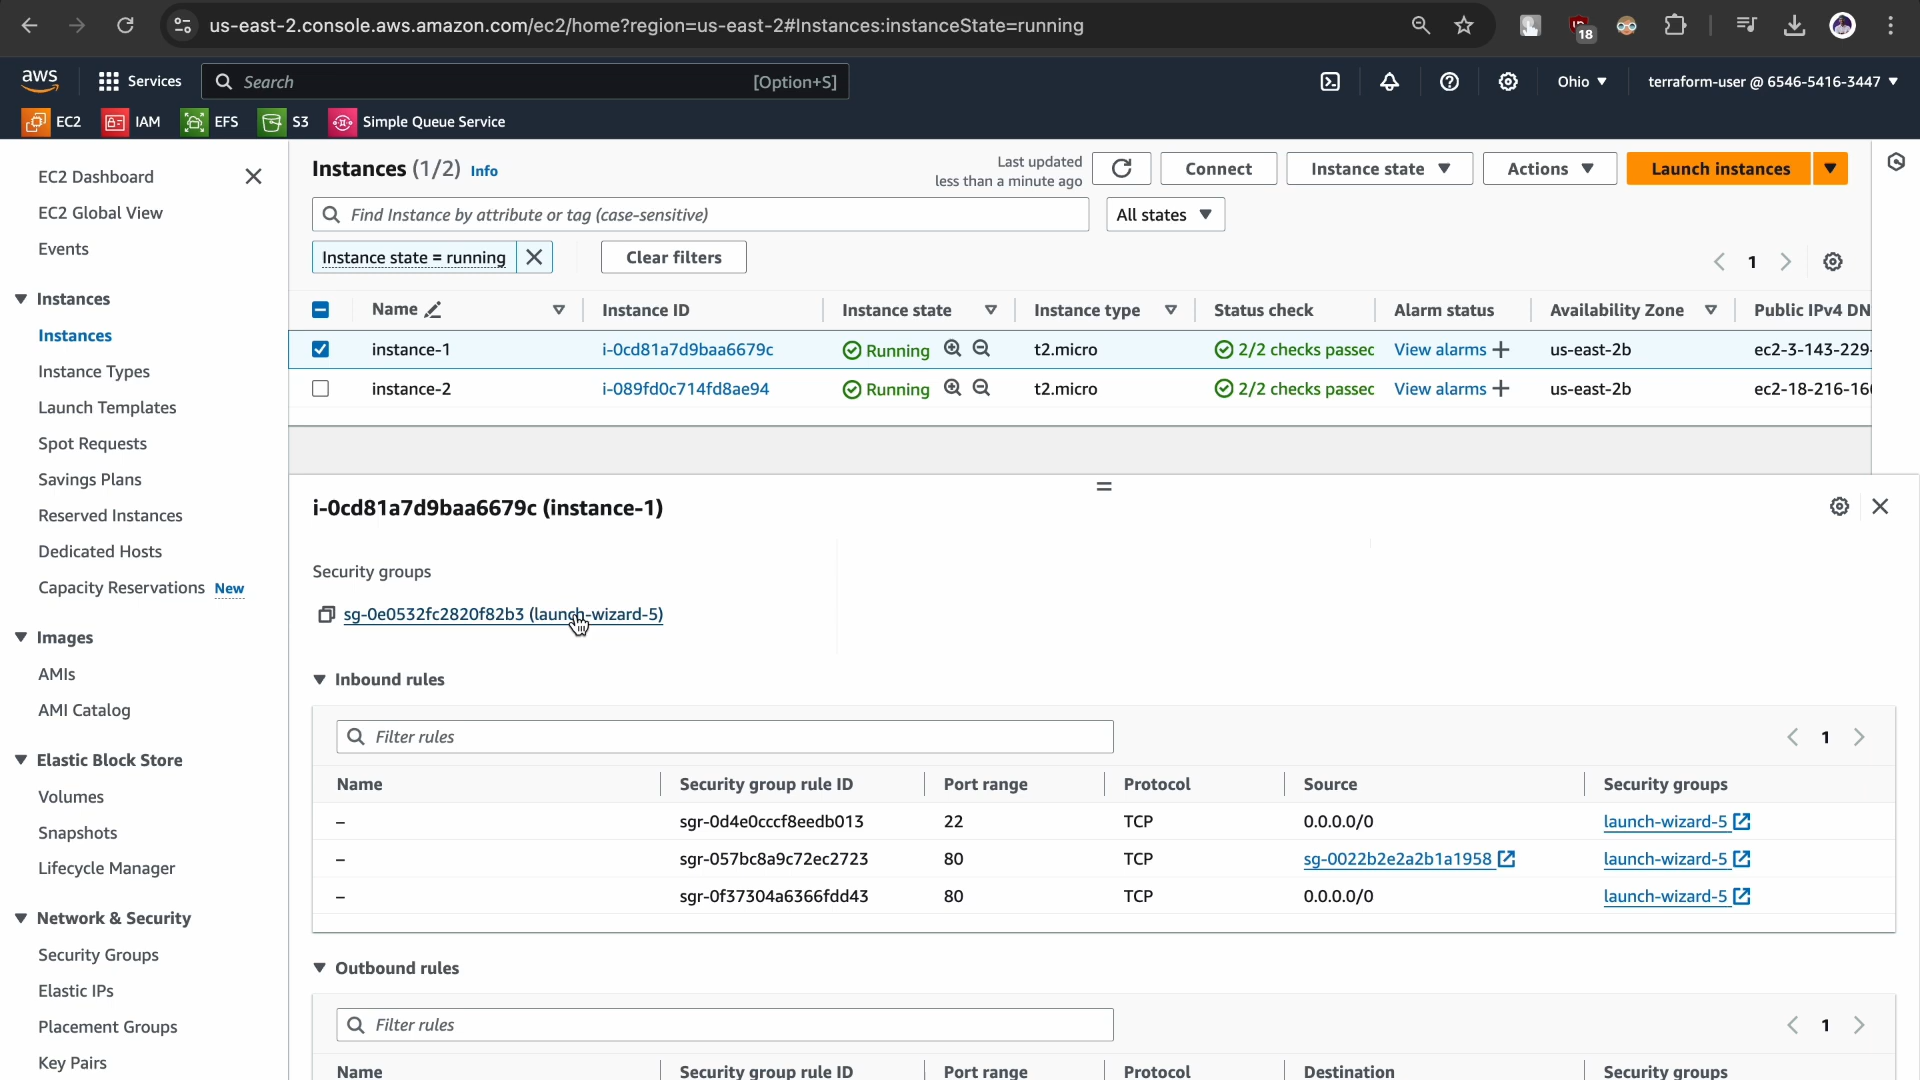 us-east-2.console.aws.amazon.com/ec2/home?region=us-east-2#Instances:instanceState=running
18
aws
Services
Search
[Option+S]
Ohio
terraform-user @ 6546-5416-3447
EC2
IAM
EFS
S3
Simple Queue Service
EC2 Dashboard
EC2 Global View
Events
Instances
Instances
Instance Types
Launch Templates
Spot Requests
Savings Plans
Reserved Instances
Dedicated Hosts
Capacity Reservations New
Images
AMIs
AMI Catalog
Elastic Block Store
Volumes
Snapshots
Lifecycle Manager
Network & Security
Security Groups
Elastic IPs
Placement Groups
Key Pairs
Instances (1/2) Info
Last updated
less than a minute ago
Connect
Instance state
Actions
Launch instances
Find Instance by attribute or tag (case-sensitive)
All states
Instance state = running
Clear filters
1
Name Instance ID Instance state Instance type Status check Alarm status Availability Zone Public IPv4 DN
instance-1 i-0cd81a7d9baa6679c Running t2.micro 2/2 checks passec View alarms us-east-2b ec2-3-143-229-
instance-2 i-089fd0c714fd8ae94 Running t2.micro 2/2 checks passec View alarms us-east-2b ec2-18-216-16
i-0cd81a7d9baa6679c (instance-1)
Security groups
sg-0e0532fc2820f82b3 (launch-wizard-5)
Inbound rules
Filter rules
1
Name Security group rule ID Port range Protocol Source Security groups
– sgr-0d4e0cccf8eedb013 22 TCP 0.0.0.0/0 launch-wizard-5
– sgr-057bc8a9c72ec2723 80 TCP sg-0022b2e2a2b1a1958 launch-wizard-5
– sgr-0f37304a6366fdd43 80 TCP 0.0.0.0/0 launch-wizard-5
Outbound rules
Filter rules
1
Name Security group rule ID Port range Protocol Destination Security groups